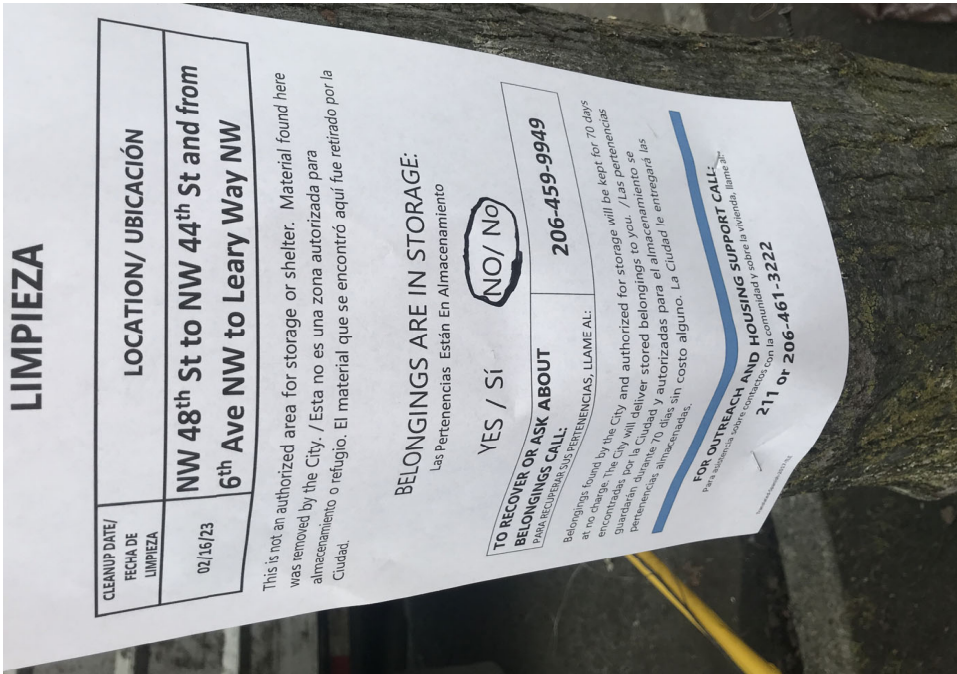 LIMPIEZA
CLEANUP DATE/
FECHA DE
LIMPIEZA
LOCATION/ UBICACIÓN
02/16/23
NW 48th St to NW 44th St and from
6th Ave NW to Leary Way NW
This is not an authorized area for storage or shelter. Material found here
was removed by the City. / Esta no es una zona autorizada para
almacenamiento o refugio. El material que se encontró aquí fue retirado por la
Ciudad.
BELONGINGS ARE IN STORAGE:
Las Pertenencias Están En Almacenamiento
YES / Sí NO/ No
TO RECOVER OR ASK ABOUT
BELONGINGS CALL:
PARA RECUPERAR SUS PERTENENCIAS, LLAME AL:
206-459-9949
Belongings found by the City and authorized for storage will be kept for 70 days
at no charge. The City will deliver stored belongings to you. / Las pertenencias
encontradas por la Ciudad y autorizadas para el almacenamiento se
guardarán durante 70 días sin costo alguno. La Ciudad le entregará las
pertenencias almacenadas.
FOR OUTREACH AND HOUSING SUPPORT CALL:
Para asistencia sobre contactos con la comunidad y sobre la vivienda, llame al:
211 or 206-461-3222